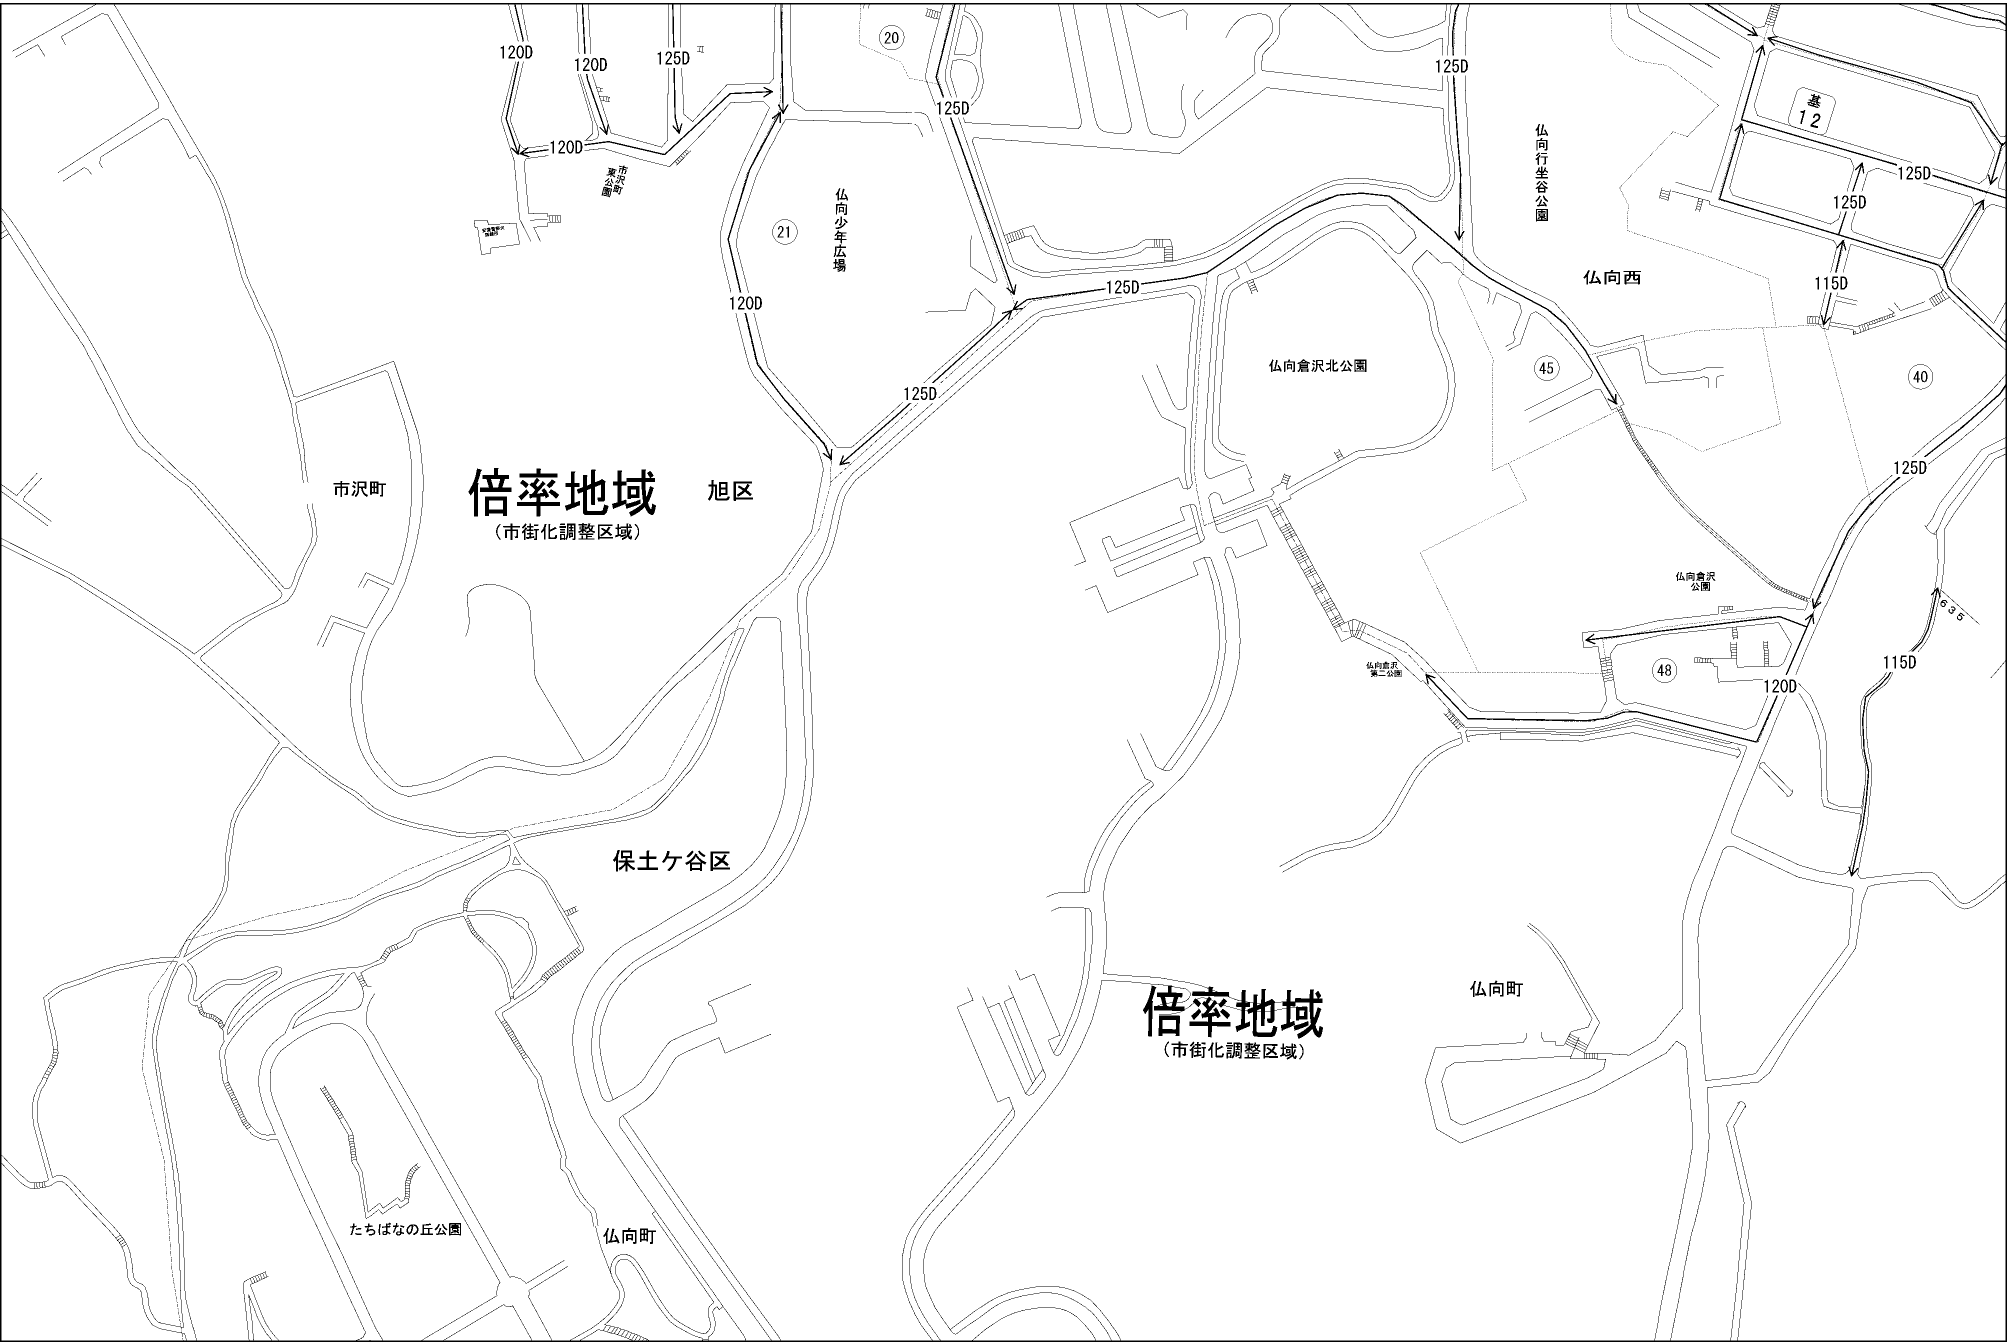 20
120D
120D
125D
125D
125D
基
12
120D
市沢町
東公園
仏向行坐谷公園
125D
125D
仏向少年広場
21
仏向西
115D
125D
120D
仏向倉沢北公園
45
40
125D
125D
倍率地域
(市街化調整区域)
旭区
市沢町
仏向倉沢
公園
635
仏向倉沢
第二公園
48
115D
120D
保土ケ谷区
仏向町
倍率地域
(市街化調整区域)
たちばなの丘公園
仏向町